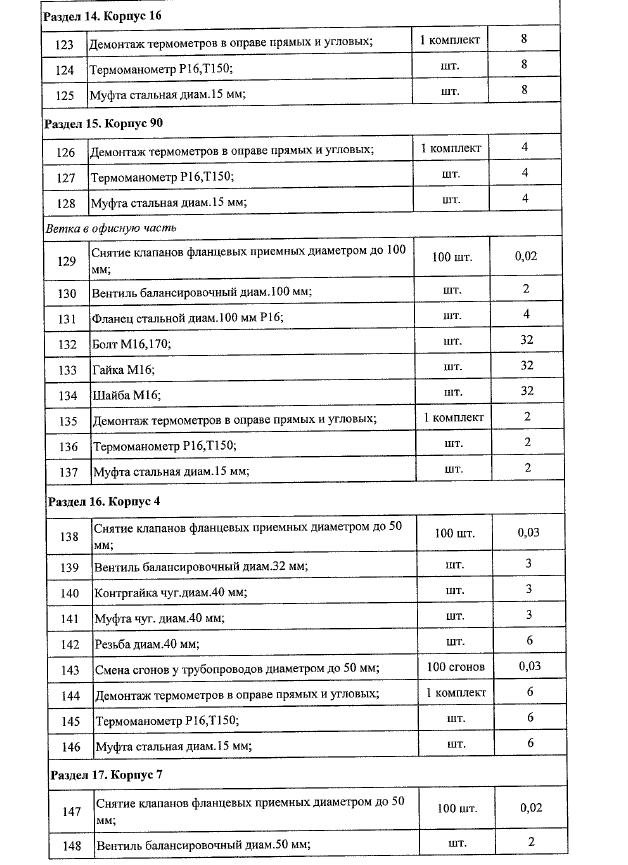 Раздел 14. Корпус 16
123 Демонтаж термометров в оправе прямых и угловых; 1 комплект 8
124 Термоманометр Р16,Т150; шт. 8
125 Муфта стальная диам.15 мм; шт. 8
Раздел 15. Корпус 90
126 Демонтаж термометров в оправе прямых и угловых; 1 комплект 4
127 Термоманометр Р16,Т150; шт. 4
128 Муфта стальная диам.15 мм; шт. 4
Ветка в офисную часть
129 Снятие клапанов фланцевых приемных диаметром до 100 100 шт. 0,02
мм;
130 Вентиль балансировочный диам.100 мм; шт. 2
131 Фланец стальной диам.100 мм Р16; шт. 4
132 Болт М16,170; шт. 32
133 Гайка М16; шт. 32
134 Шайба М16; шт. 32
135 Демонтаж термометров в оправе прямых и угловых; 1 комплект 2
136 Термоманометр Р16,Т150; шт. 2
137 Муфта стальная диам.15 мм; шт. 2
Раздел 16. Корпус 4
138 Снятие клапанов фланцевых приемных диаметром до 50 100 шт. 0,03
мм;
139 Вентиль балансировочный диам.32 мм; шт. 3
140 Контргайка чуг.диам.40 мм; шт. 3
141 Муфта чуг. диам.40 мм; шт. 3
142 Резьба диам.40 мм; шт. 6
143 Смена сгонов у трубопроводов диаметром до 50 мм; 100 сгонов 0,03
144 Демонтаж термометров в оправе прямых и угловых; 1 комплект 6
145 Термоманометр Р16,Т150; шт. 6
146 Муфта стальная диам.15 мм; шт. 6
Раздел 17. Корпус 7
147 Снятие клапанов фланцевых приемных диаметром до 50 100 шт. 0,02
мм;
148 Вентиль балансировочный диам.50 мм; шт. 2